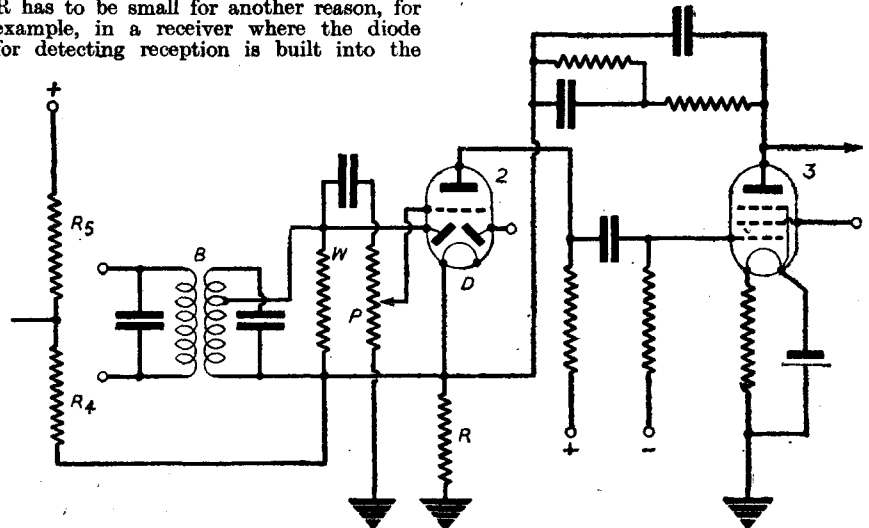 R has to be small for another reason, for
example, in a receiver where the diode
for detecting reception is built into the
+
R5
R4
B
W
P
2
D
R
+
-
3